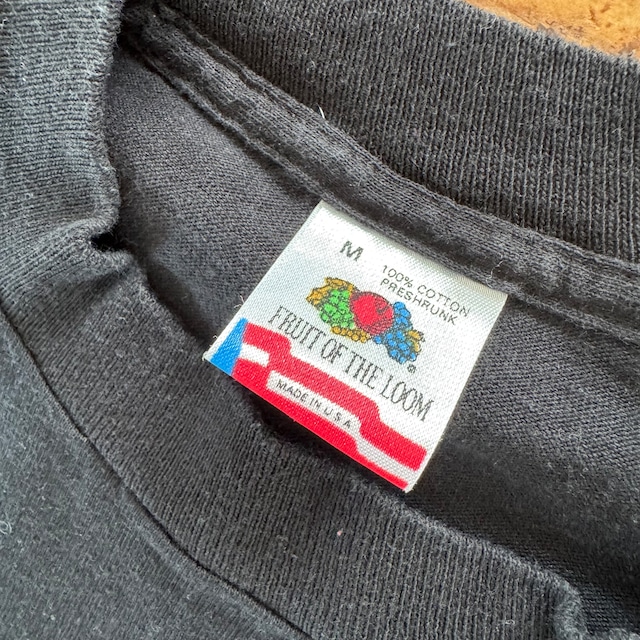 M
100% COTTON
PRESHRUNK
FRUIT OF THE LOOM
®
MADE IN U S A